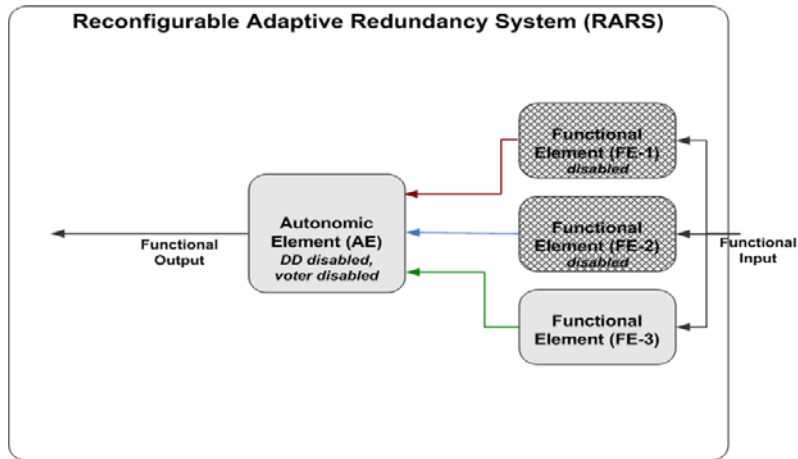 Reconfigurable Adaptive Redundancy System (RARS)
Functional
Element (FE-1)
disabled
Autonomic
Element (AE)
DD disabled,
voter disabled
Functional
Output
Functional
Element (FE-2)
disabled
Functional
Input
Functional
Element (FE-3)